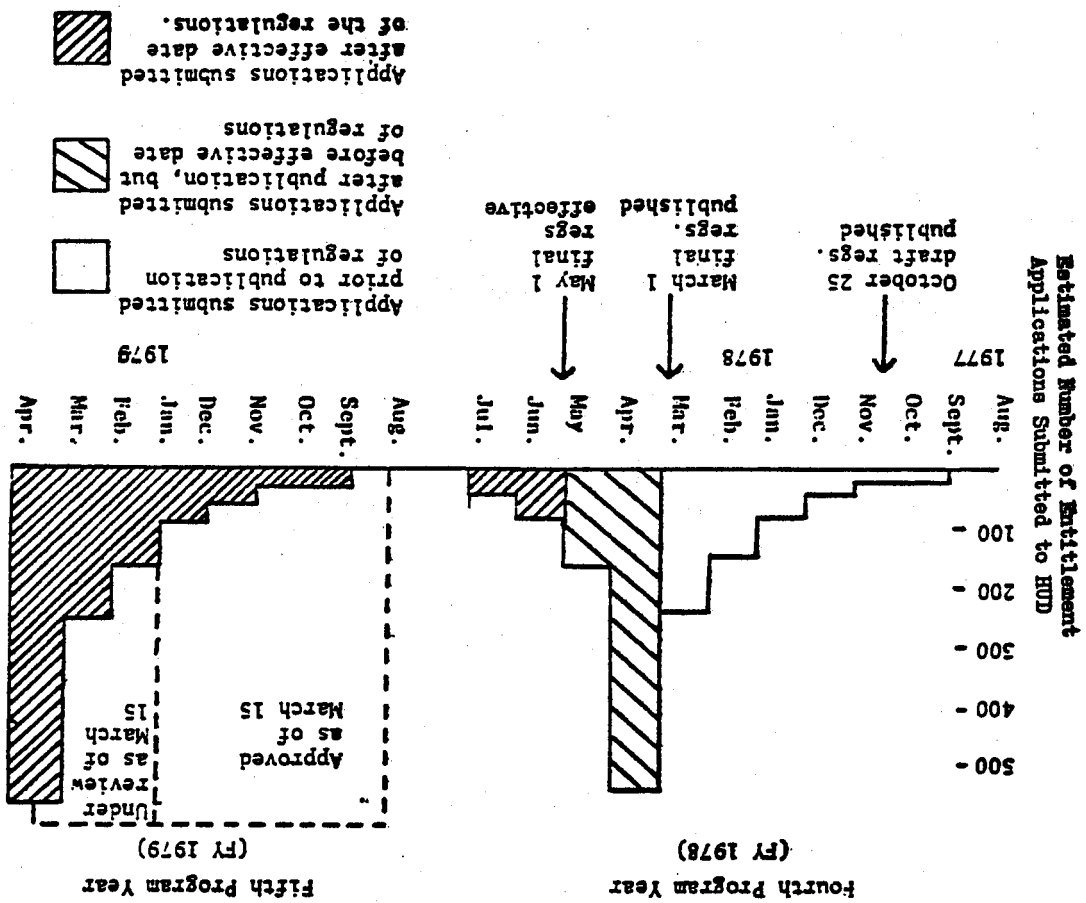 Fourth Program Year
(FY 1978)
Fifth Program Year
(FY 1979)
Estimated Number of Entitlement
Applications Submitted to HUD
500 -
400 -
300 -
200 -
100 -
Approved
as of
March 15
Under
review
as of
March
15
Aug.
Sept.
Oct.
Nov.
Dec.
Jan.
Feb.
Mar.
Apr.
May
Jun.
Jul.
Aug.
Sept.
Oct.
Nov.
Dec.
Jan.
Feb.
Mar.
Apr.
1977
1978
1979
October 25
draft regs.
published
March 1
final
regs.
published
May 1
final
regs
effective
Applications submitted
prior to publication
of regulations
Applications submitted
after publication, but
before effective date
of regulations
Applications submitted
after effective date
of the regulations.